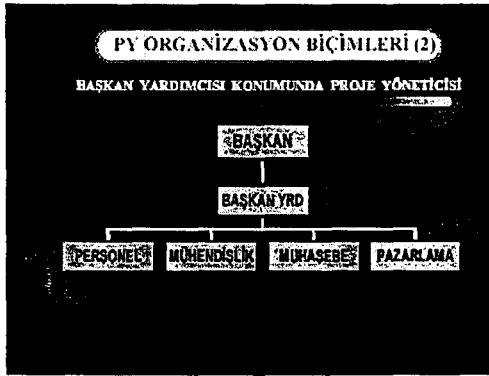 PY ORGANİZASYON BİÇİMLERİ (2)
BAŞKAN YARDIMCISI KONUMUNDA PROJE YÖNETİCİSİ
BAŞKAN
BAŞKAN YRD
PERSONEL MÜHENDİSLİK MUHASEBE PAZARLAMA